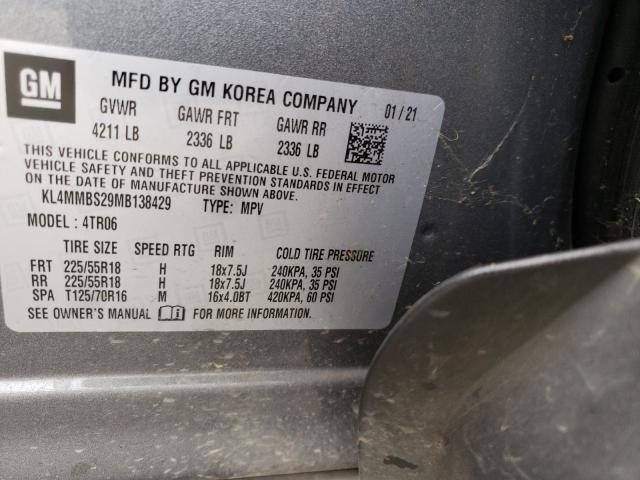 GM
MFD BY GM KOREA COMPANY 01/21
GVWR GAWR FRT GAWR RR
4211 LB 2336 LB 2336 LB
THIS VEHICLE CONFORMS TO ALL APPLICABLE U.S. FEDERAL MOTOR
VEHICLE SAFETY AND THEFT PREVENTION STANDARDS IN EFFECT
ON THE DATE OF MANUFACTURE SHOWN ABOVE.
KL4MMBS29MB138429 TYPE: MPV
MODEL : 4TR06
TIRE SIZE SPEED RTG RIM COLD TIRE PRESSURE
FRT 225/55R18 H 18x7.5J 240KPA, 35 PSI
RR 225/55R18 H 18x7.5J 240KPA, 35 PSI
SPA T125/70R16 M 16x4.0BT 420KPA, 60 PSI
SEE OWNER'S MANUAL i FOR MORE INFORMATION.